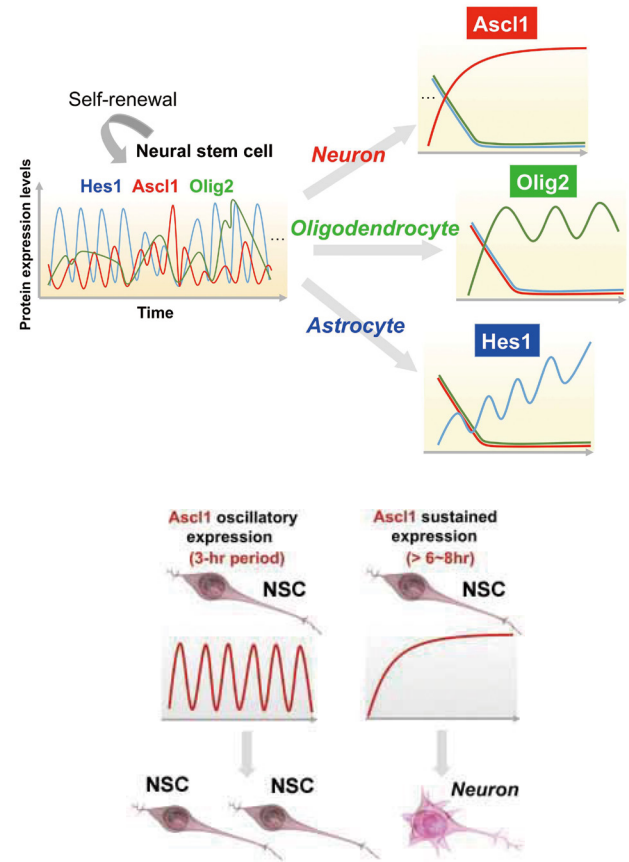 Ascl1
Self-renewal
Neural stem cell
Hes1 Ascl1 Olig2
Protein expression levels
...
Time
Neuron
...
Olig2
Oligodendrocyte
Astrocyte
Hes1
Ascl1 oscillatory
expression
(3-hr period)
NSC
Ascl1 sustained
expression
(> 6~8hr)
NSC
NSC
NSC
Neuron